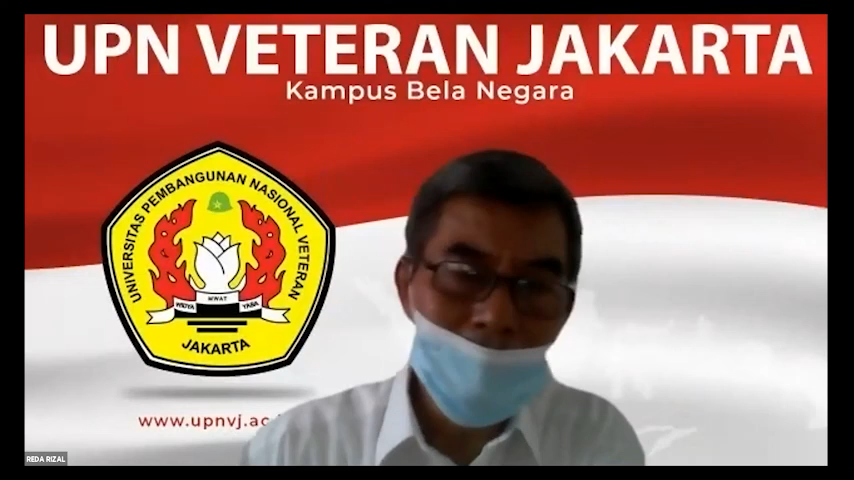 UPN VETERAN JAKARTA
Kampus Bela Negara
UNIVERSITAS PEMBANGUNAN NASIONAL VETERAN
WIDYA
MWAT
YASA
JAKARTA
www.upnvj.ac.
REDA RIZAL